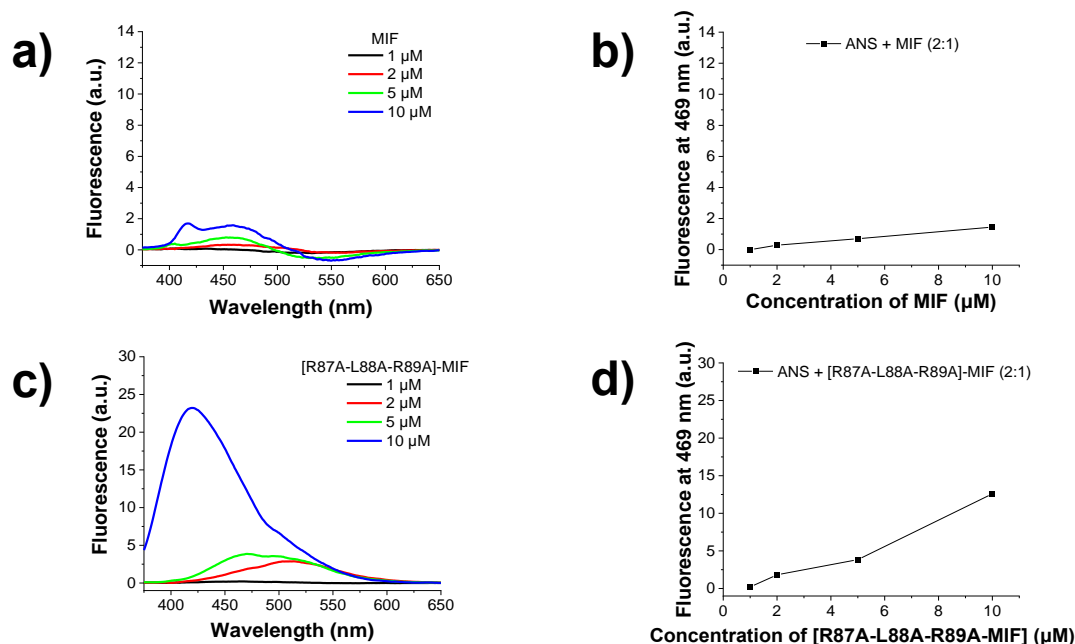 a)
MIF
1 µM
2 µM
5 µM
10 µM
14
12
10
8
6
4
2
0
Fluorescence (a.u.)
400 450 500 550 600 650
Wavelength (nm)
b)
ANS + MIF (2:1)
14
12
10
8
6
4
2
0
Fluorescence at 469 nm (a.u.)
0 2 4 6 8 10
Concentration of MIF (µM)
c)
[R87A-L88A-R89A]-MIF
1 µM
2 µM
5 µM
10 µM
30
25
20
15
10
5
0
Fluorescence (a.u.)
400 450 500 550 600 650
Wavelength (nm)
d)
ANS + [R87A-L88A-R89A]-MIF (2:1)
30
25
20
15
10
5
0
Fluorescence at 469 nm (a.u.)
0 2 4 6 8 10
Concentration of [R87A-L88A-R89A-MIF] (µM)